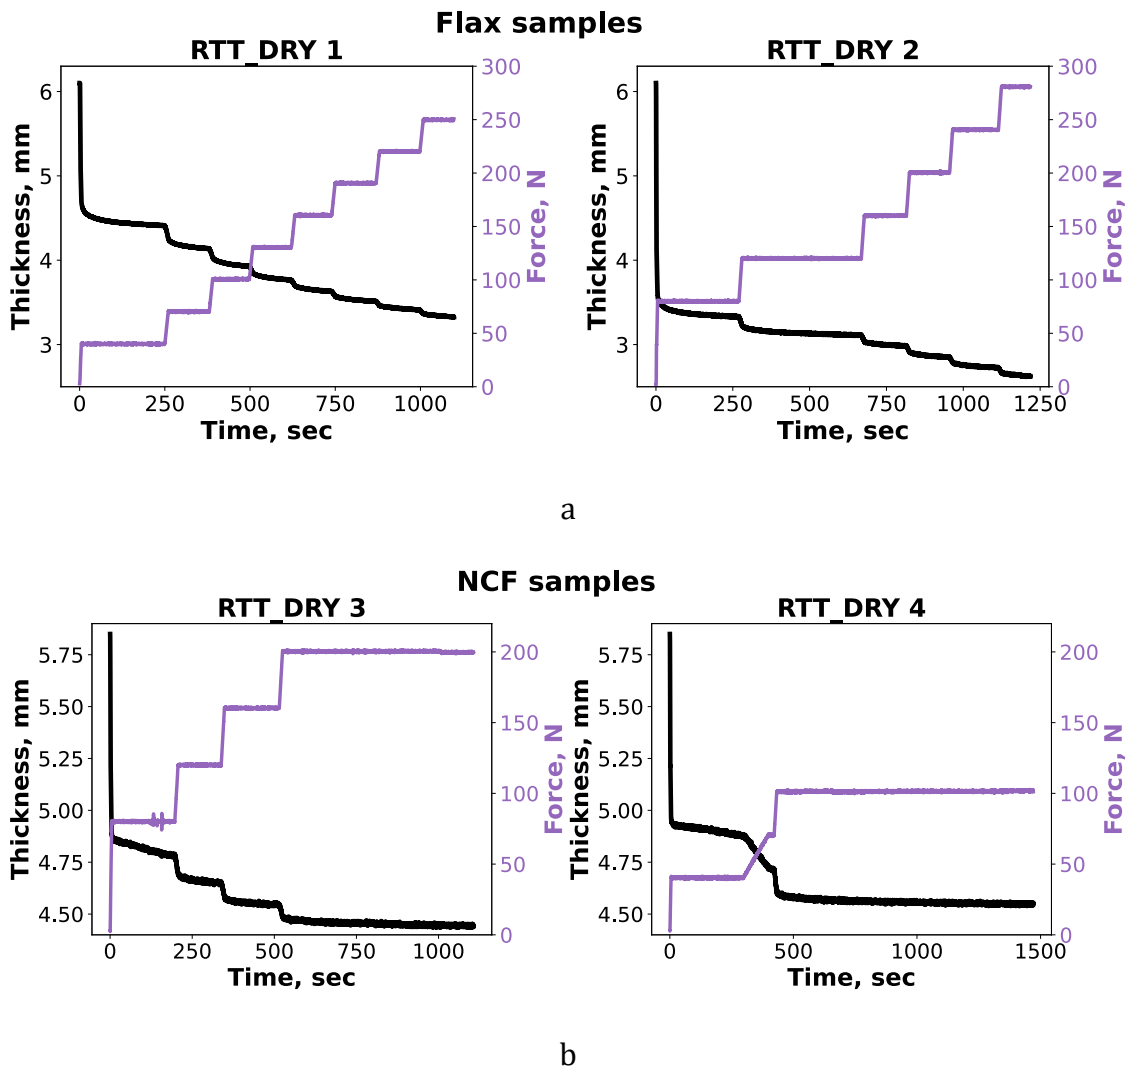 Flax samples
RTT_DRY 1
RTT_DRY 2
6
5
4
3
Thickness, mm
300
250
200
150
100
50
0
Force, N
0 250 500 750 1000
Time, sec
6
5
4
3
Thickness, mm
300
250
200
150
100
50
0
Force, N
0 250 500 750 1000 1250
Time, sec
a
NCF samples
RTT_DRY 3
RTT_DRY 4
5.75
5.50
5.25
5.00
4.75
4.50
Thickness, mm
200
150
100
50
0
Force, N
0 250 500 750 1000
Time, sec
5.75
5.50
5.25
5.00
4.75
4.50
Thickness, mm
200
150
100
50
0
Force, N
0 500 1000 1500
Time, sec
b